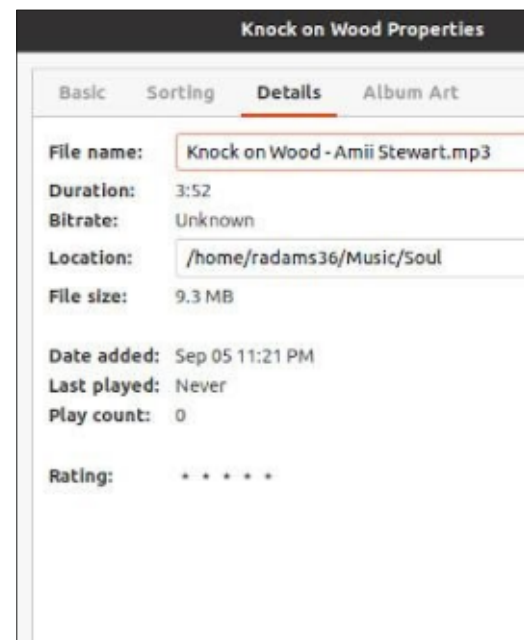 Knock on Wood Properties
Basic Sorting Details Album Art
File name: Knock on Wood - Amii Stewart.mp3
Duration: 3:52
Bitrate: Unknown
Location: /home/radams36/Music/Soul
File size: 9.3 MB
Date added: Sep 05 11:21 PM
Last played: Never
Play count: 0
Rating: